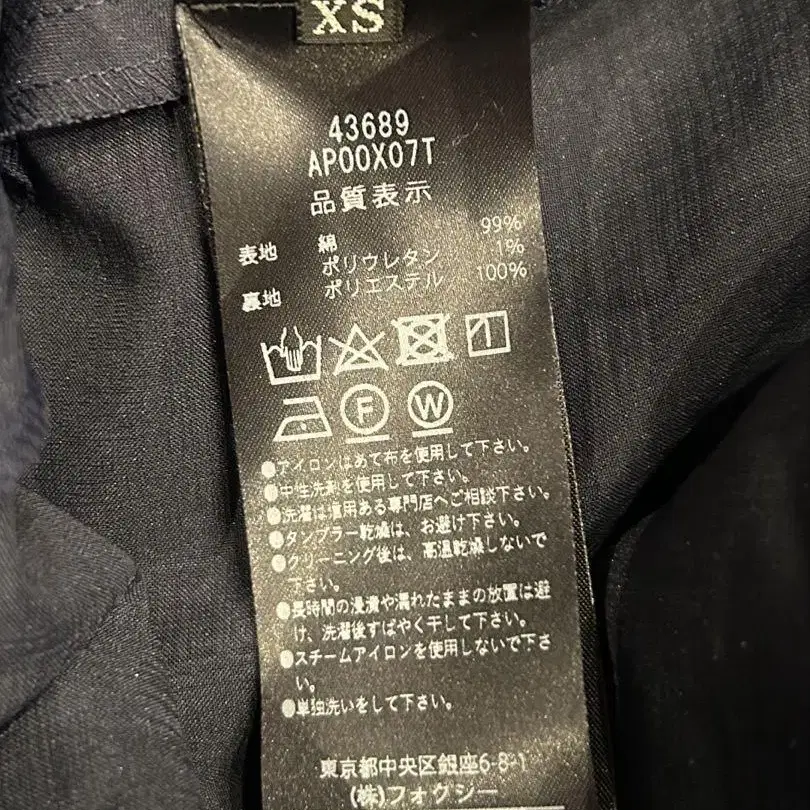 XS
43689
AP00X07T
品質表示
表地 綿 99%
ポリウレタン 1%
裏地 ポリエステル 100%
F W
●アイロンはあて布を使用して下さい。
●中性洗剤を使用して下さい。
●洗濯は信用ある専門店へご相談下さい。
●タンブラー乾燥は、お避け下さい。
●クリーニング後は、高温乾燥しないで
下さい。
●長時間の浸漬や濡れたままの放置は避
け、洗濯後すばやく干して下さい。
●スチームアイロンを使用しないで下さ
い。
●単独洗いをして下さい。
東京都中央区銀座6-8-1
(株)フォクシー